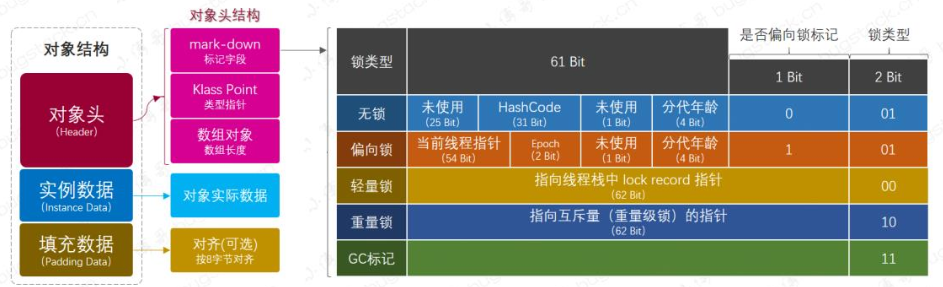 对象结构
对象头
(Header)
实例数据
(Instance Data)
填充数据
(Padding Data)
对象头结构
mark-down
标记字段
Klass Point
类型指针
数组对象
数组长度
对象实际数据
对齐(可选)
按8字节对齐
锁类型
61 Bit
是否偏向锁标记
锁类型
1 Bit
2 Bit
无锁
未使用
(25 Bit)
HashCode
(31 Bit)
未使用
(1 Bit)
分代年龄
(4 Bit)
0
01
偏向锁
当前线程指针
(54 Bit)
Epoch
(2 Bit)
未使用
(1 Bit)
分代年龄
(4 Bit)
1
01
轻量锁
指向线程栈中 lock record 指针
(62 Bit)
00
重量锁
指向互斥量（重量级锁）的指针
(62 Bit)
10
GC标记
11